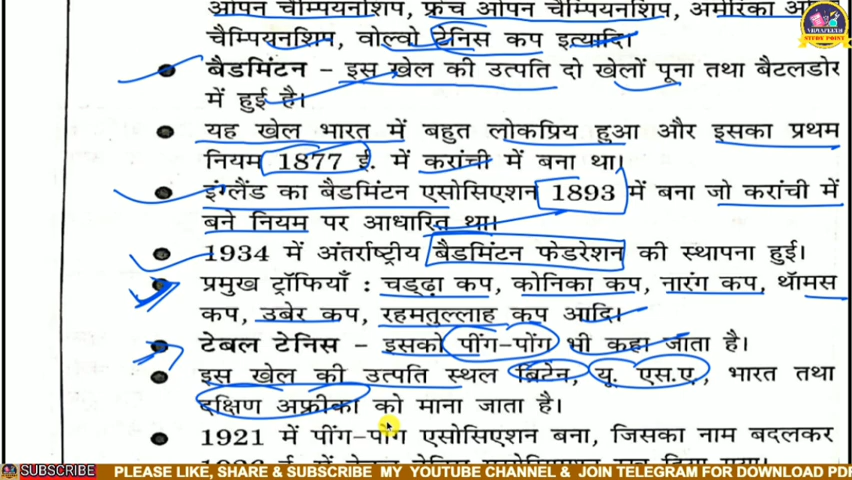 ओपन चैम्पियनशिप, फ्रेंच ओपन चैम्पियनशिप, अमेरिका
चैम्पियनशिप, वोल्वो टेनिस कप इत्यादि।
● बैडमिंटन – इस खेल की उत्पति दो खेलों पूना तथा बैटलडोर
में हुई है।
● यह खेल भारत में बहुत लोकप्रिय हुआ और इसका प्रथम
नियम 1877 ई. में करांची में बना था।
● इंग्लैंड का बैडमिंटन एसोसिएशन 1893 में बना जो करांची में
बने नियम पर आधारित था।
● 1934 में अंतर्राष्ट्रीय बैडमिंटन फेडरेशन की स्थापना हुई।
● प्रमुख ट्रॉफियाँ : चड्ढ़ा कप, कोनिका कप, नारंग कप, थॉमस
कप, उबेर कप, रहमतुल्लाह कप आदि।
● टेबल टेनिस – इसको पींग-पोंग भी कहा जाता है।
● इस खेल की उत्पति स्थल ब्रिटेन, यू. एस.ए, भारत तथा
दक्षिण अफ्रीका को माना जाता है।
● 1921 में पींग-पोंग एसोसिएशन बना, जिसका नाम बदलकर
STUDY POINT
SUBSCRIBE PLEASE LIKE, SHARE & SUBSCRIBE MY YOUTUBE CHANNEL & JOIN TELEGRAM FOR DOWNLOAD PDF